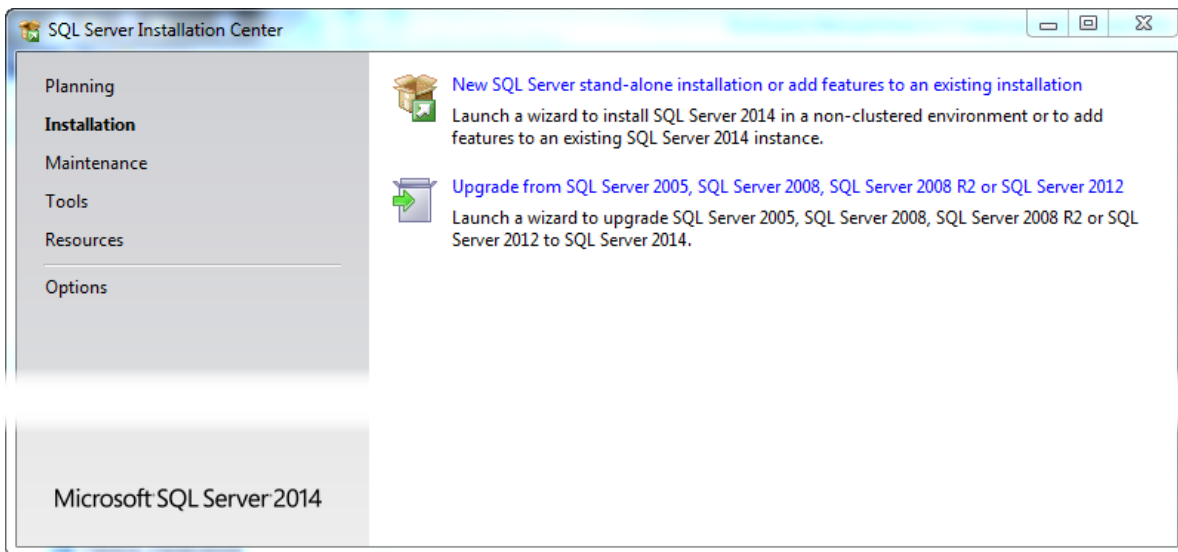 SQL Server Installation Center
Planning
Installation
Maintenance
Tools
Resources
Options
New SQL Server stand-alone installation or add features to an existing installation
Launch a wizard to install SQL Server 2014 in a non-clustered environment or to add
features to an existing SQL Server 2014 instance.
Upgrade from SQL Server 2005, SQL Server 2008, SQL Server 2008 R2 or SQL Server 2012
Launch a wizard to upgrade SQL Server 2005, SQL Server 2008, SQL Server 2008 R2 or SQL
Server 2012 to SQL Server 2014.
Microsoft SQL Server 2014